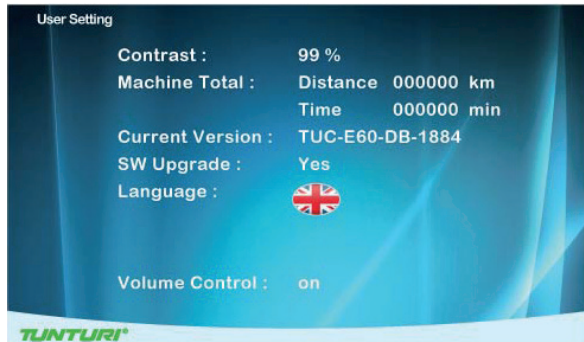 User Setting
Contrast : 99 %
Machine Total : Distance 000000 km
Time 000000 min
Current Version : TUC-E60-DB-1884
SW Upgrade : Yes
Language :
Volume Control : on
TUNTURI®